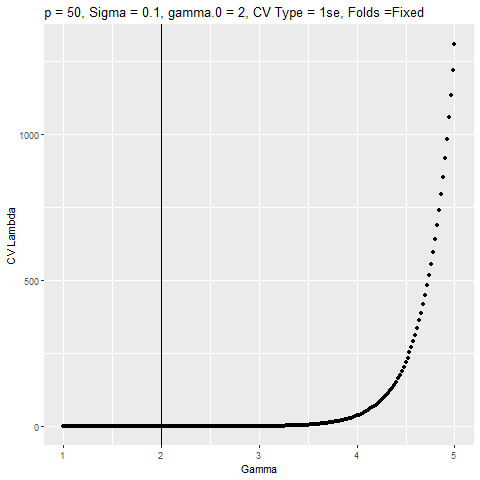 p = 50, Sigma = 0.1, gamma.0 = 2, CV Type = 1se, Folds =Fixed
CV Lambda
1000
500
0
1 2 3 4 5
Gamma